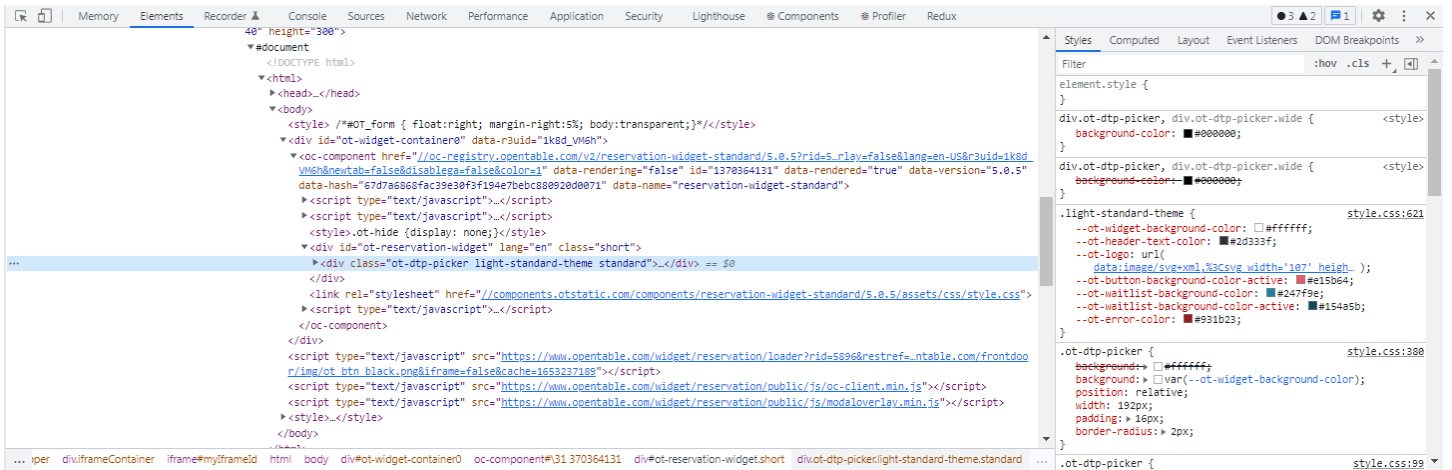 Memory Elements Recorder Console Sources Network Performance Application Security Lighthouse Components Profiler Redux 3 2 1
40" height="300">
#document
<!DOCTYPE html>
<html>
<head>…</head>
<body>
<style> /*#OT_form { float:right; margin-right:5%; body:transparent;}*/</style>
<div id="ot-widget-container0" data-r3uid="1k8d_VM6h">
<oc-component href="//oc-registry.opentable.com/v2/reservation-widget-standard/5.0.5?rid=5…rlay=false&lang=en-US&r3uid=1k8d_
VM6h&newtab=false&disablega=false&color=1" data-rendering="false" id="1370364131" data-rendered="true" data-version="5.0.5"
data-hash="67d7a6868fac39e30f3f194e7bebc880920d0071" data-name="reservation-widget-standard">
<script type="text/javascript">…</script>
<script type="text/javascript">…</script>
<style>.ot-hide {display: none;}</style>
<div id="ot-reservation-widget" lang="en" class="short">
… <div class="ot-dtp-picker light-standard-theme standard">…</div> == $0
</div>
<link rel="stylesheet" href="//components.otstatic.com/components/reservation-widget-standard/5.0.5/assets/css/style.css">
<script type="text/javascript">…</script>
</oc-component>
</div>
<script type="text/javascript" src="https://www.opentable.com/widget/reservation/loader?rid=5896&restref=…ntable.com/frontdoo
r/img/ot_btn_black.png&iframe=false&cache=1653237189"></script>
<script type="text/javascript" src="https://www.opentable.com/widget/reservation/public/js/oc-client.min.js"></script>
<script type="text/javascript" src="https://www.opentable.com/widget/reservation/public/js/modaloverlay.min.js"></script>
<style>…</style>
</body>
… pper div.iframeContainer iframe#myIframeId html body div#ot-widget-container0 oc-component#\31 370364131 div#ot-reservation-widget.short div.ot-dtp-picker.light-standard-theme.standard …
Styles Computed Layout Event Listeners DOM Breakpoints »
Filter :hov .cls +
element.style {
}
div.ot-dtp-picker, div.ot-dtp-picker.wide { <style>
background-color: #000000;
}
div.ot-dtp-picker, div.ot-dtp-picker.wide { <style>
background-color: #000000;
}
.light-standard-theme { style.css:621
--ot-widget-background-color: #ffffff;
--ot-header-text-color: #2d333f;
--ot-logo: url(
data:image/svg+xml,%3Csvg width='107' heigh… );
--ot-button-background-color-active: #e15b64;
--ot-waitlist-background-color: #247f9e;
--ot-waitlist-background-color-active: #154a5b;
--ot-error-color: #931b23;
}
.ot-dtp-picker { style.css:380
background: #ffffff;
background: var(--ot-widget-background-color);
position: relative;
width: 192px;
padding: 16px;
border-radius: 2px;
}
.ot-dtp-picker { style.css:99